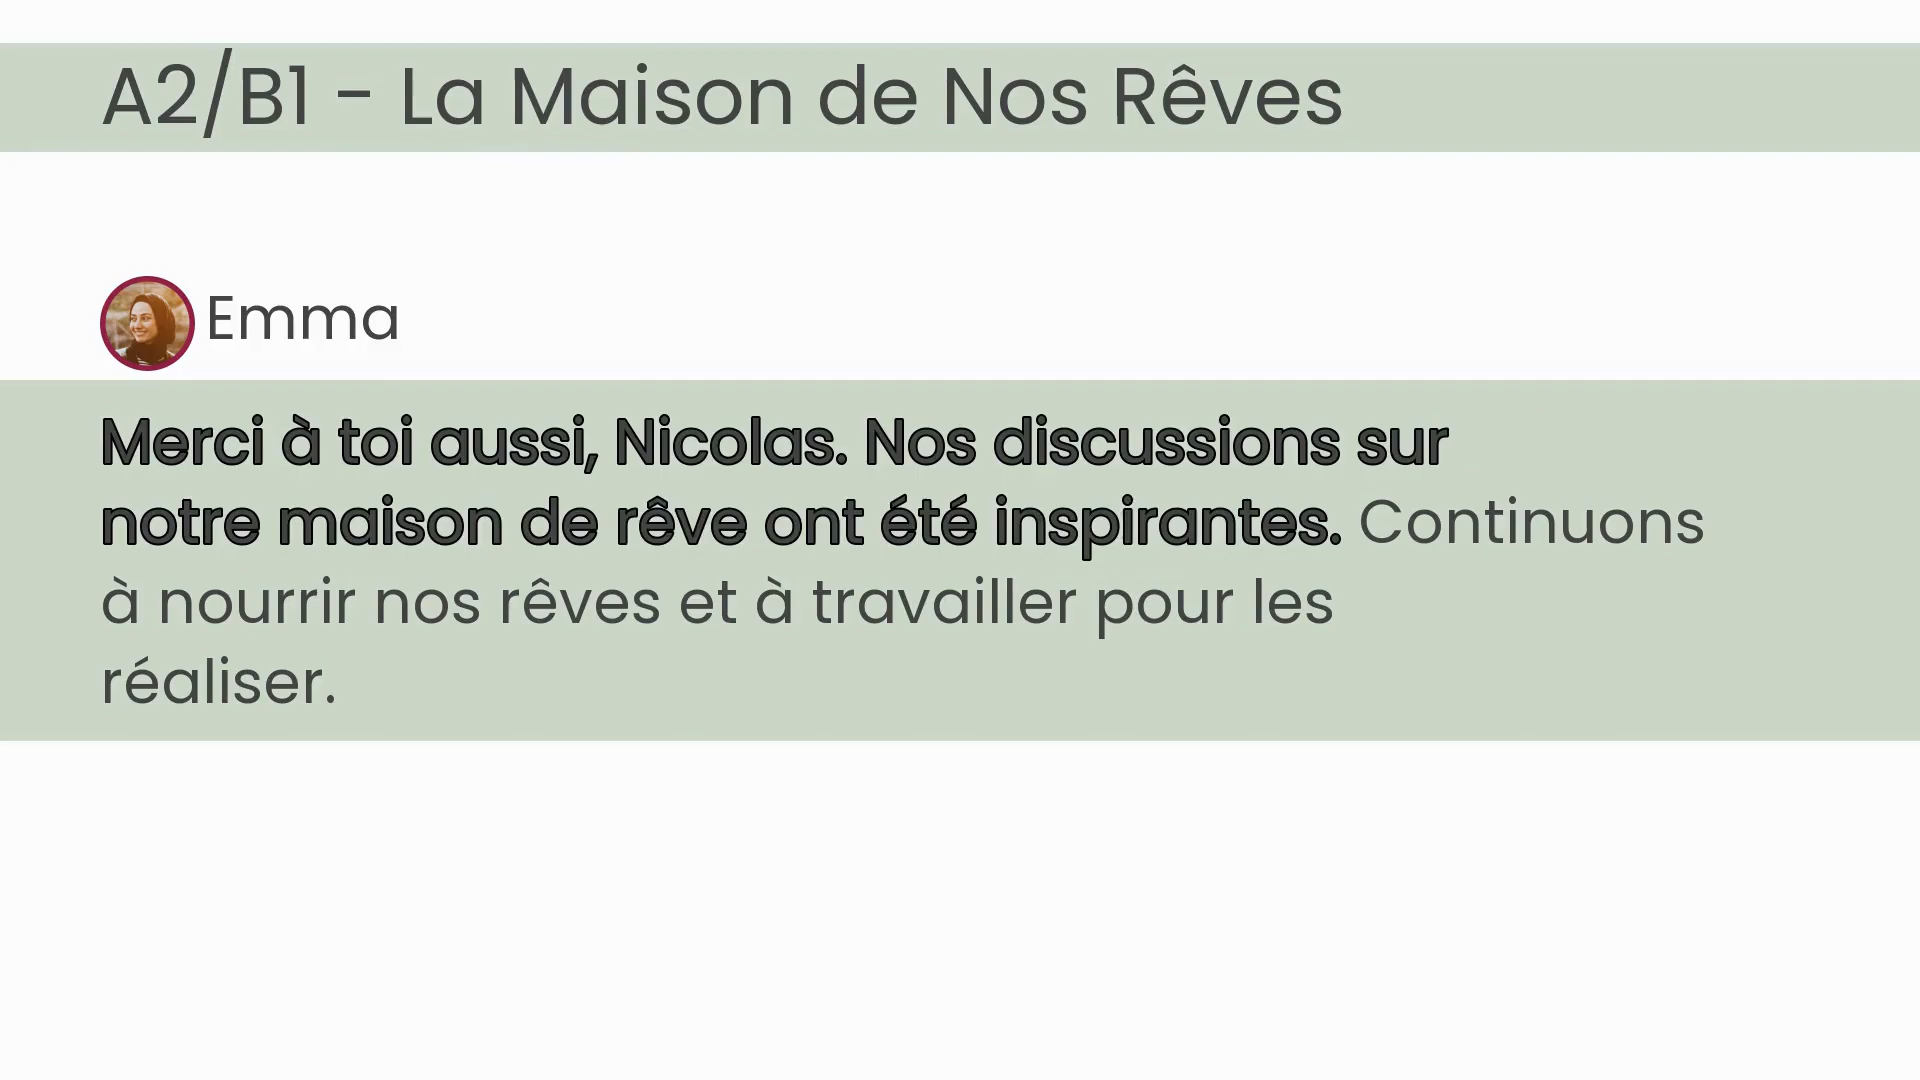 A2/B1 - La Maison de Nos Rêves
Emma
Merci à toi aussi, Nicolas. Nos discussions sur
notre maison de rêve ont été inspirantes. Continuons
à nourrir nos rêves et à travailler pour les
réaliser.